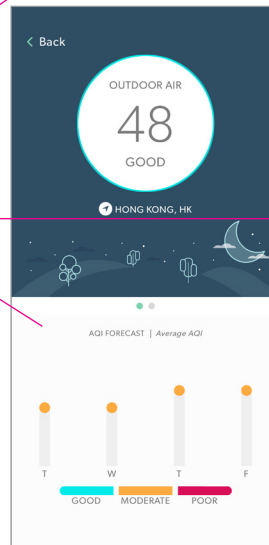 < Back
OUTDOOR AIR
48
GOOD
HONG KONG, HK
AQI FORECAST | Average AQI
T W T F
GOOD MODERATE POOR